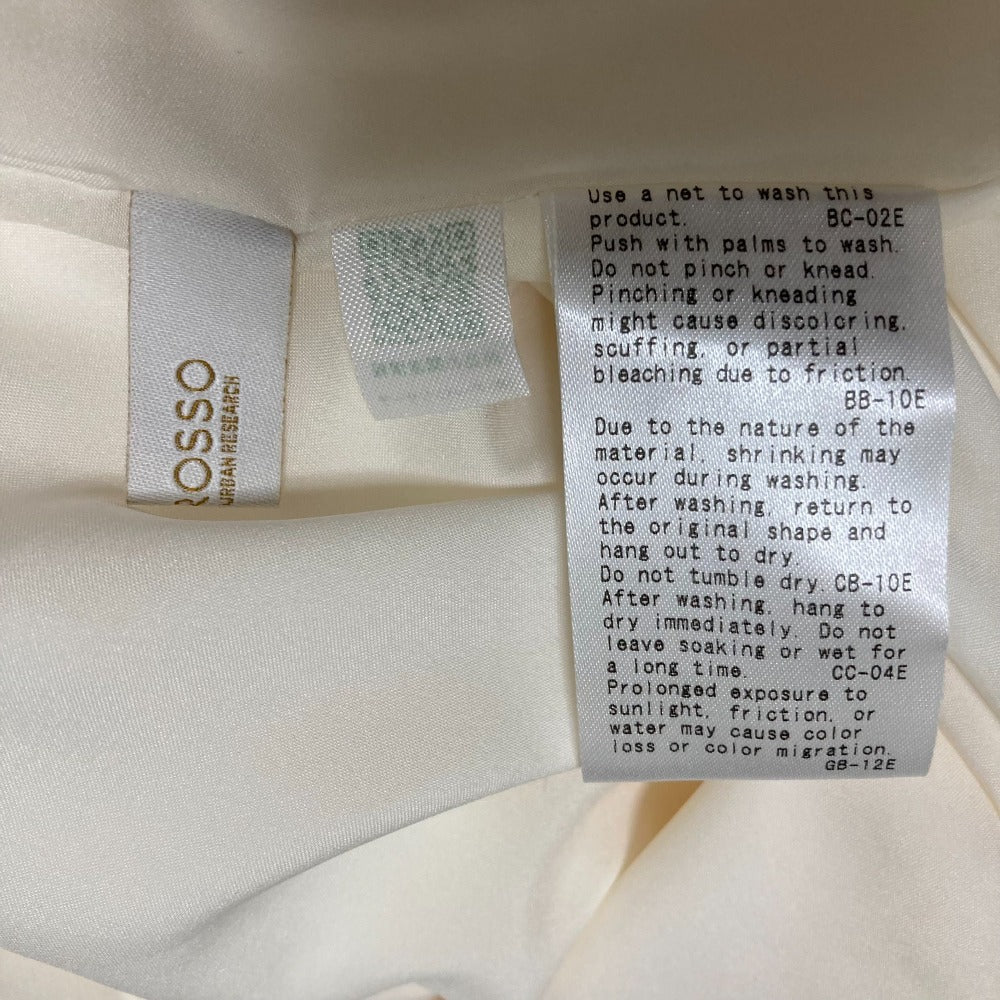 ROSSO
URBAN RESEARCH
Use a net to wash this
product. BC-02E
Push with palms to wash.
Do not pinch or knead.
Pinching or kneading
might cause discoloring,
scuffing, or partial
bleaching due to friction.
BB-10E
Due to the nature of the
material, shrinking may
occur during washing.
After washing, return to
the original shape and
hang out to dry.
Do not tumble dry. CB-10E
After washing, hang to
dry immediately. Do not
leave soaking or wet for
a long time. CC-04E
Prolonged exposure to
sunlight, friction, or
water may cause color
loss or color migration.
GB-12E